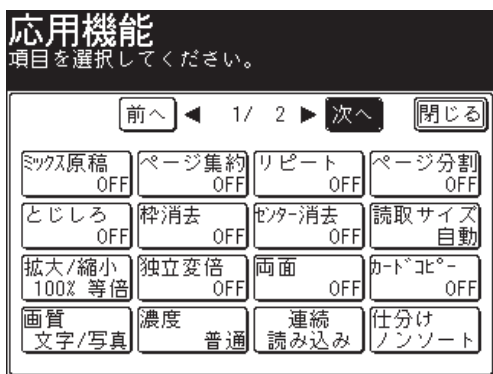 応用機能
項目を選択してください。
前へ ◀ 1/ 2 ▶ 次へ 閉じる
ミックス原稿 ページ集約 リピート ページ分割
OFF OFF OFF OFF
とじしろ 枠消去 センター消去 読取サイズ
OFF OFF OFF 自動
拡大/縮小 独立変倍 両面 カードコピー
100% 等倍 OFF OFF OFF
画質 濃度 連続 仕分け
文字/写真 普通 読み込み ノンソート